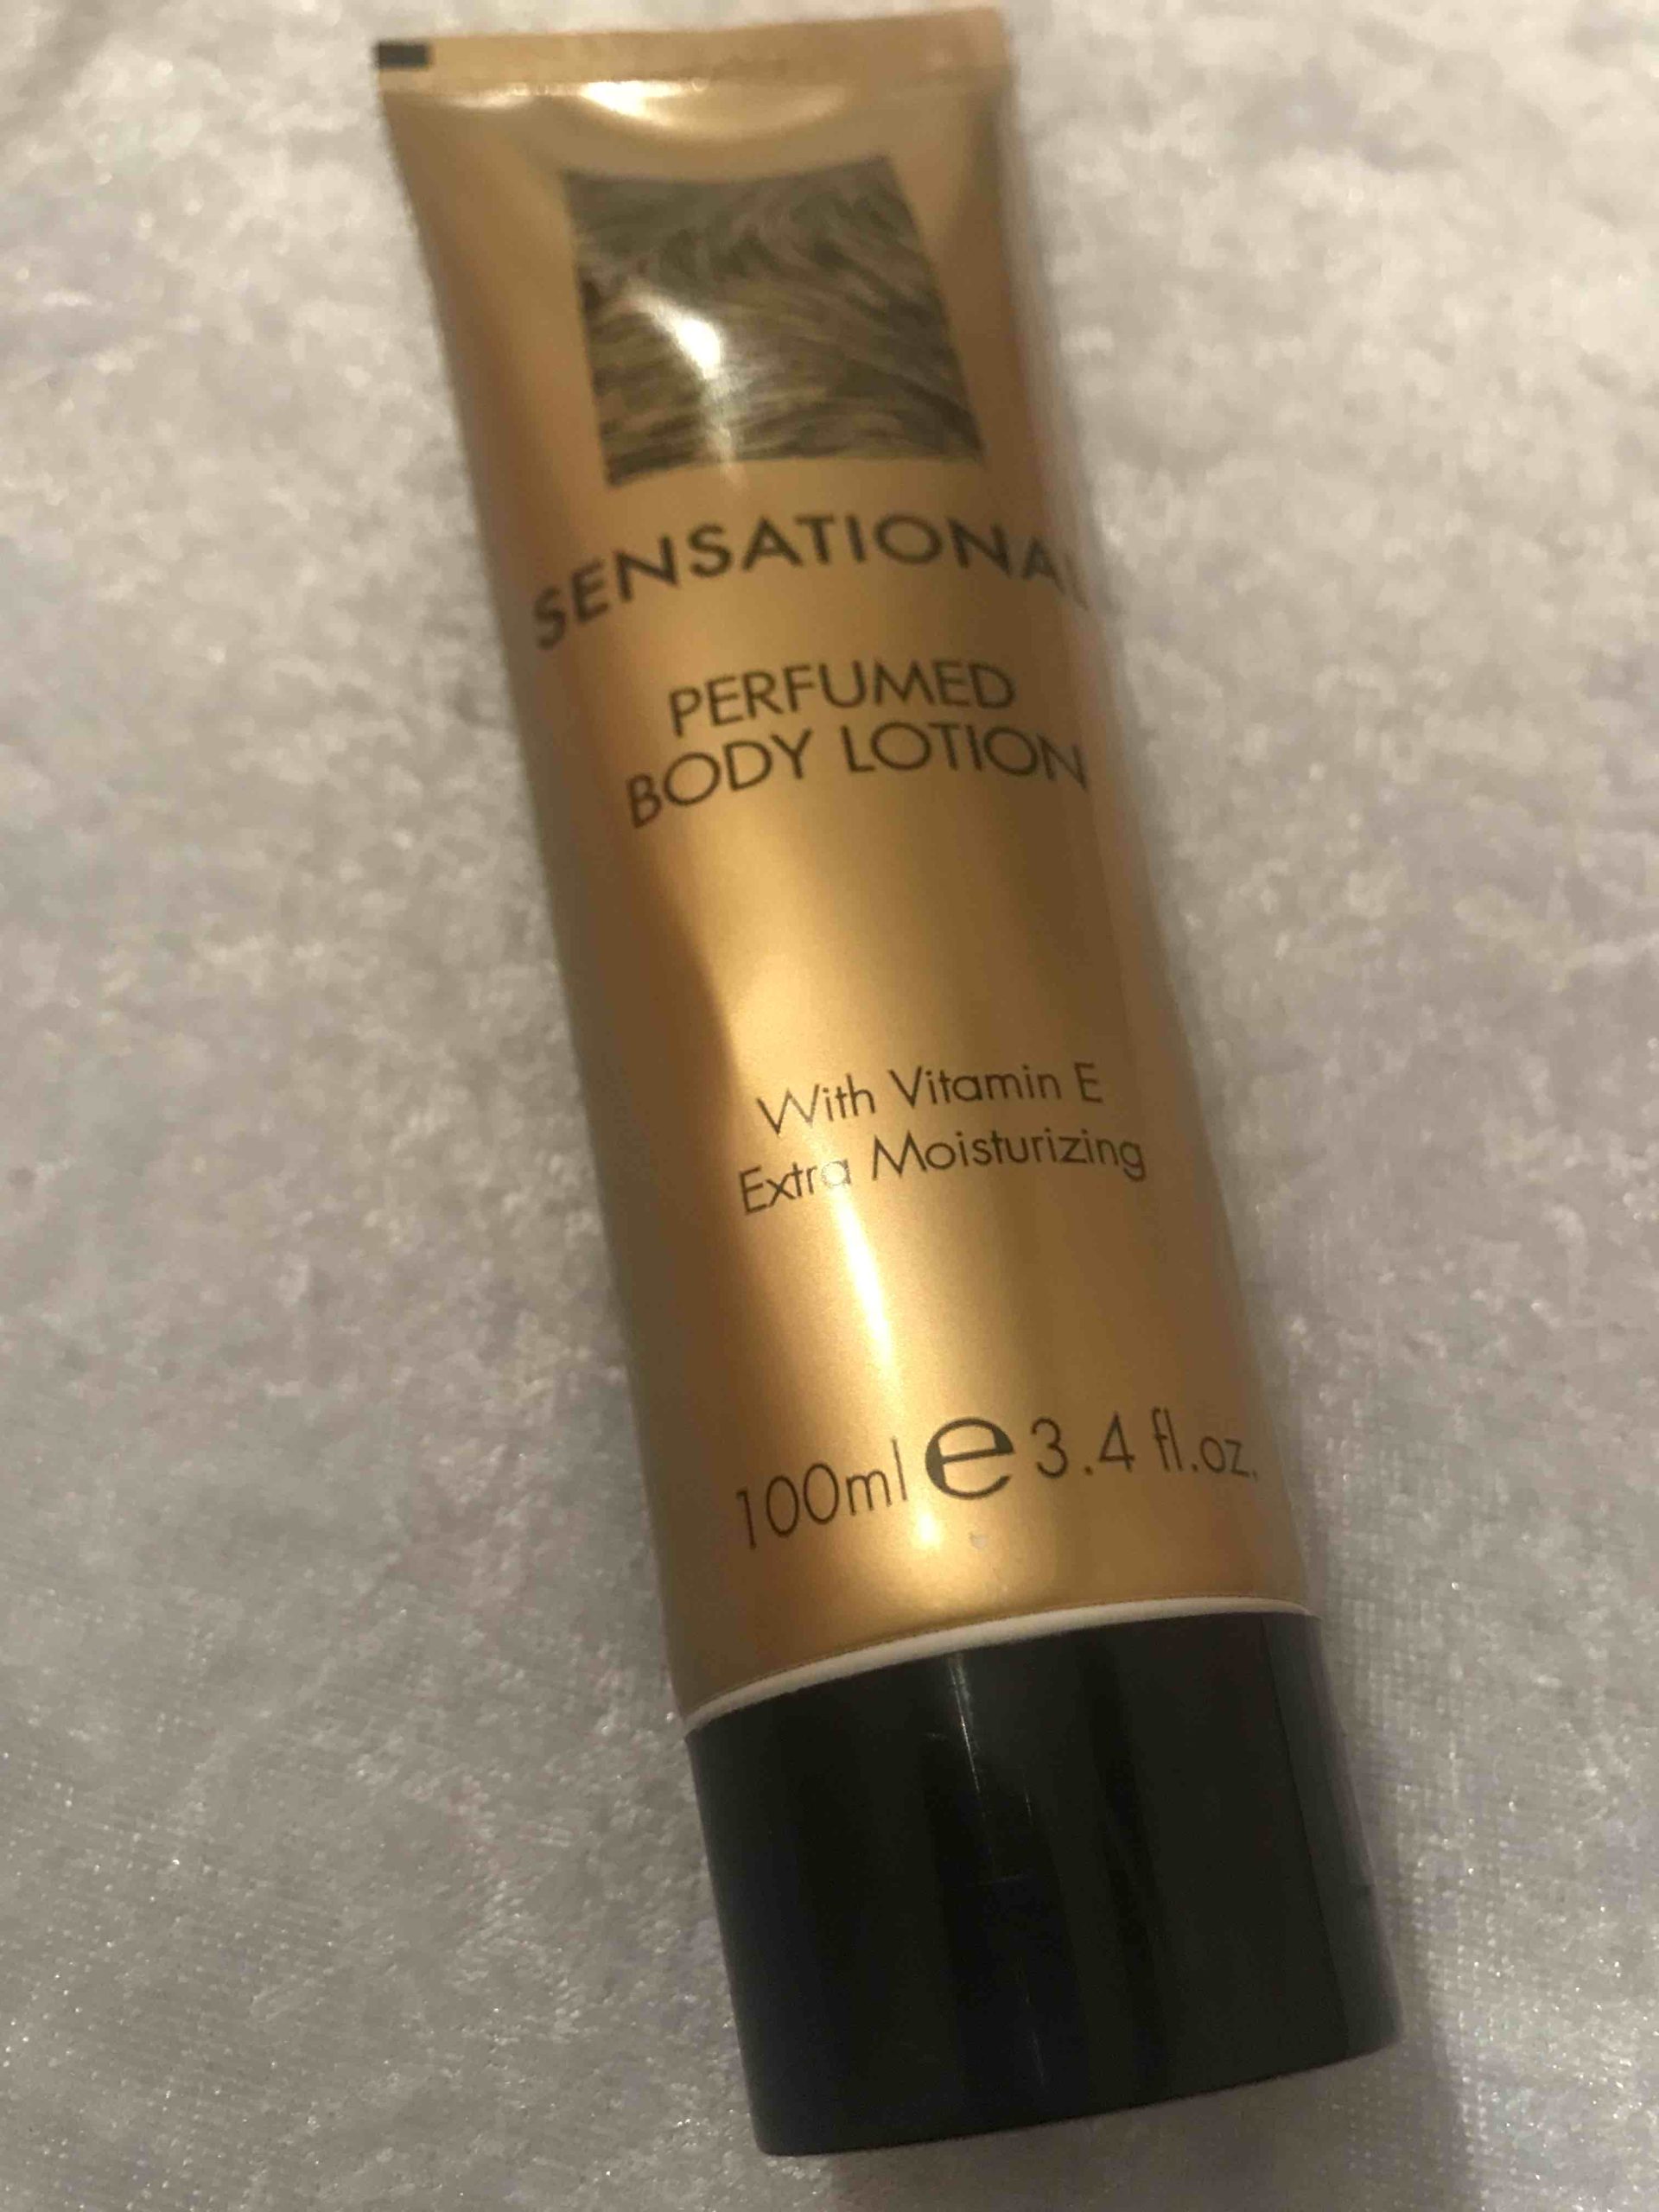 SENSATIONAL
PERFUMED
BODY LOTION
With Vitamin E
Extra Moisturizing
100ml e 3.4 fl.oz.